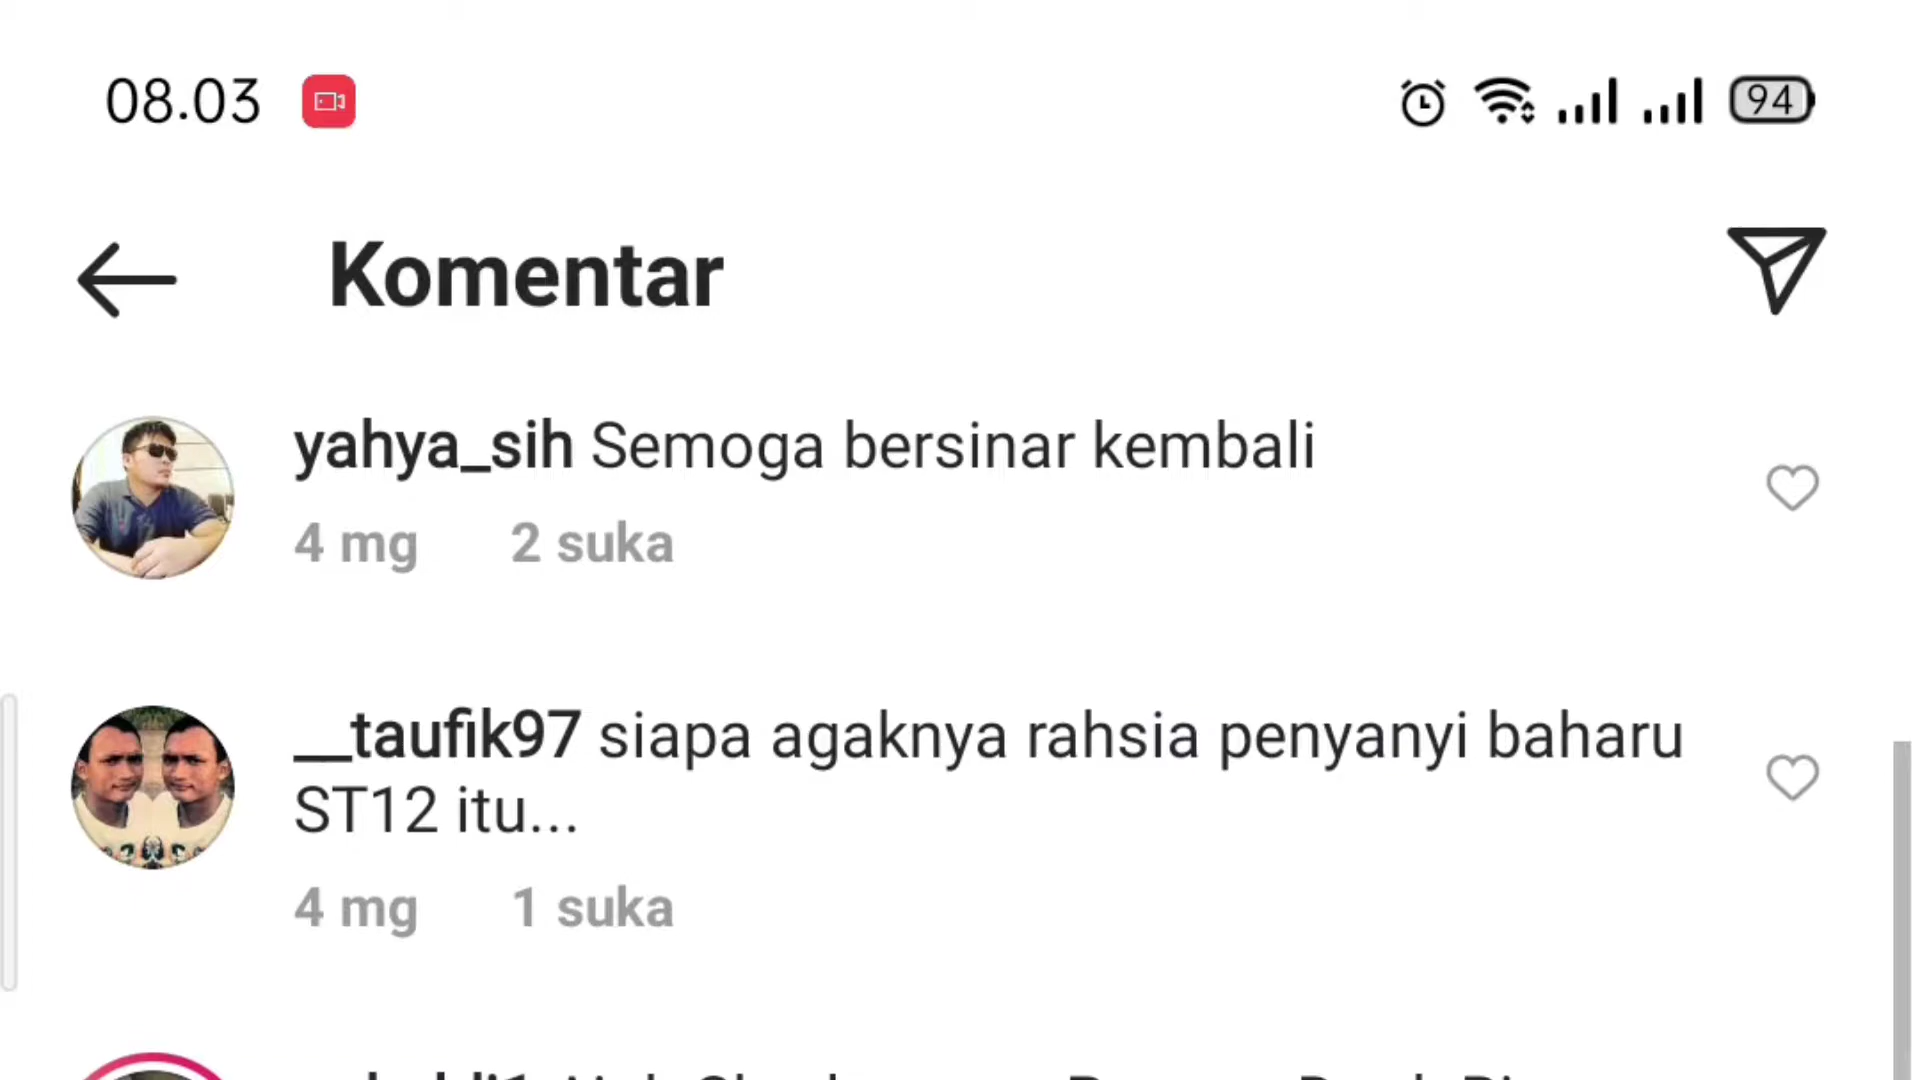 08.03
94
Komentar
yahya_sih Semoga bersinar kembali
4 mg 2 suka
__taufik97 siapa agaknya rahsia penyanyi baharu
ST12 itu...
4 mg 1 suka